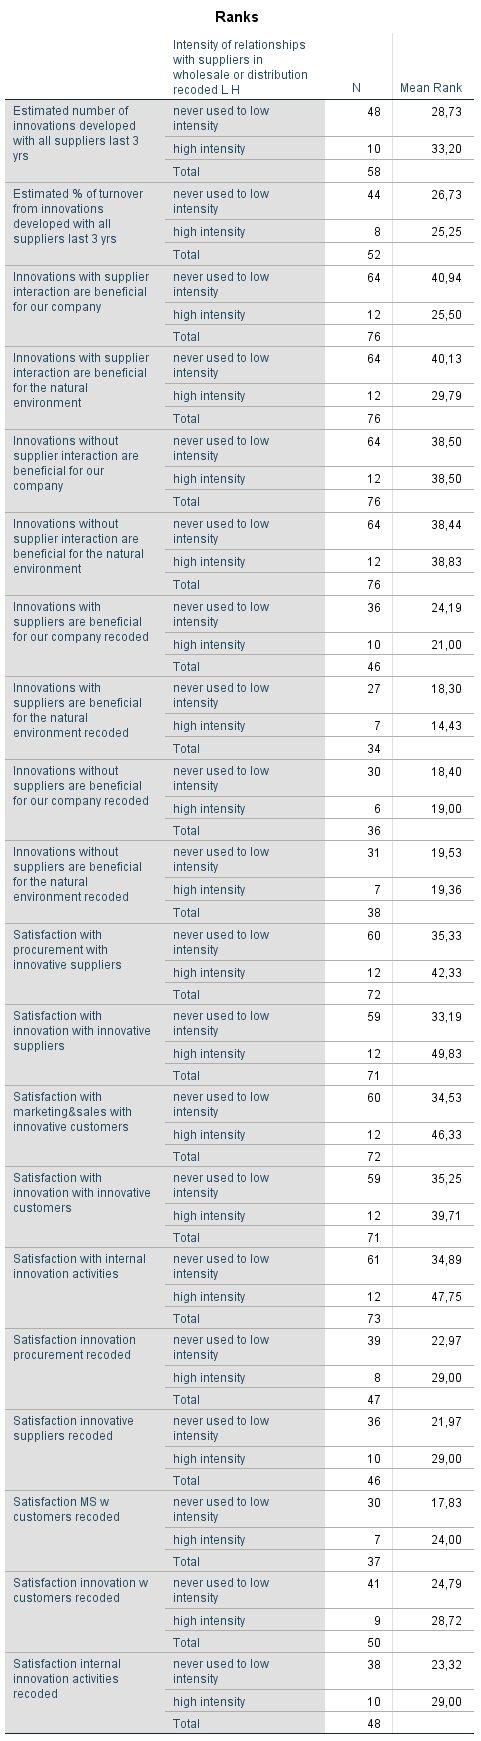 Ranks
Intensity of relationships
with suppliers in
wholesale or distribution
recoded L H
N
Mean Rank
Estimated number of
innovations developed
with all suppliers last 3
yrs
never used to low
intensity
48
28,73
high intensity
10
33,20
Total
58
Estimated % of turnover
from innovations
developed with all
suppliers last 3 yrs
never used to low
intensity
44
26,73
high intensity
8
25,25
Total
52
Innovations with supplier
interaction are beneficial
for our company
never used to low
intensity
64
40,94
high intensity
12
25,50
Total
76
Innovations with supplier
interaction are beneficial
for the natural
environment
never used to low
intensity
64
40,13
high intensity
12
29,79
Total
76
Innovations without
supplier interaction are
beneficial for our
company
never used to low
intensity
64
38,50
high intensity
12
38,50
Total
76
Innovations without
supplier interaction are
beneficial for the natural
environment
never used to low
intensity
64
38,44
high intensity
12
38,83
Total
76
Innovations with
suppliers are beneficial
for our company recoded
never used to low
intensity
36
24,19
high intensity
10
21,00
Total
46
Innovations with
suppliers are beneficial
for the natural
environment recoded
never used to low
intensity
27
18,30
high intensity
7
14,43
Total
34
Innovations without
suppliers are beneficial
for our company recoded
never used to low
intensity
30
18,40
high intensity
6
19,00
Total
36
Innovations without
suppliers are beneficial
for the natural
environment recoded
never used to low
intensity
31
19,53
high intensity
7
19,36
Total
38
Satisfaction with
procurement with
innovative suppliers
never used to low
intensity
60
35,33
high intensity
12
42,33
Total
72
Satisfaction with
innovation with innovative
suppliers
never used to low
intensity
59
33,19
high intensity
12
49,83
Total
71
Satisfaction with
marketing&sales with
innovative customers
never used to low
intensity
60
34,53
high intensity
12
46,33
Total
72
Satisfaction with
innovation with innovative
customers
never used to low
intensity
59
35,25
high intensity
12
39,71
Total
71
Satisfaction with internal
innovation activities
never used to low
intensity
61
34,89
high intensity
12
47,75
Total
73
Satisfaction innovation
procurement recoded
never used to low
intensity
39
22,97
high intensity
8
29,00
Total
47
Satisfaction innovative
suppliers recoded
never used to low
intensity
36
21,97
high intensity
10
29,00
Total
46
Satisfaction MS w
customers recoded
never used to low
intensity
30
17,83
high intensity
7
24,00
Total
37
Satisfaction innovation w
customers recoded
never used to low
intensity
41
24,79
high intensity
9
28,72
Total
50
Satisfaction internal
innovation activities
recoded
never used to low
intensity
38
23,32
high intensity
10
29,00
Total
48